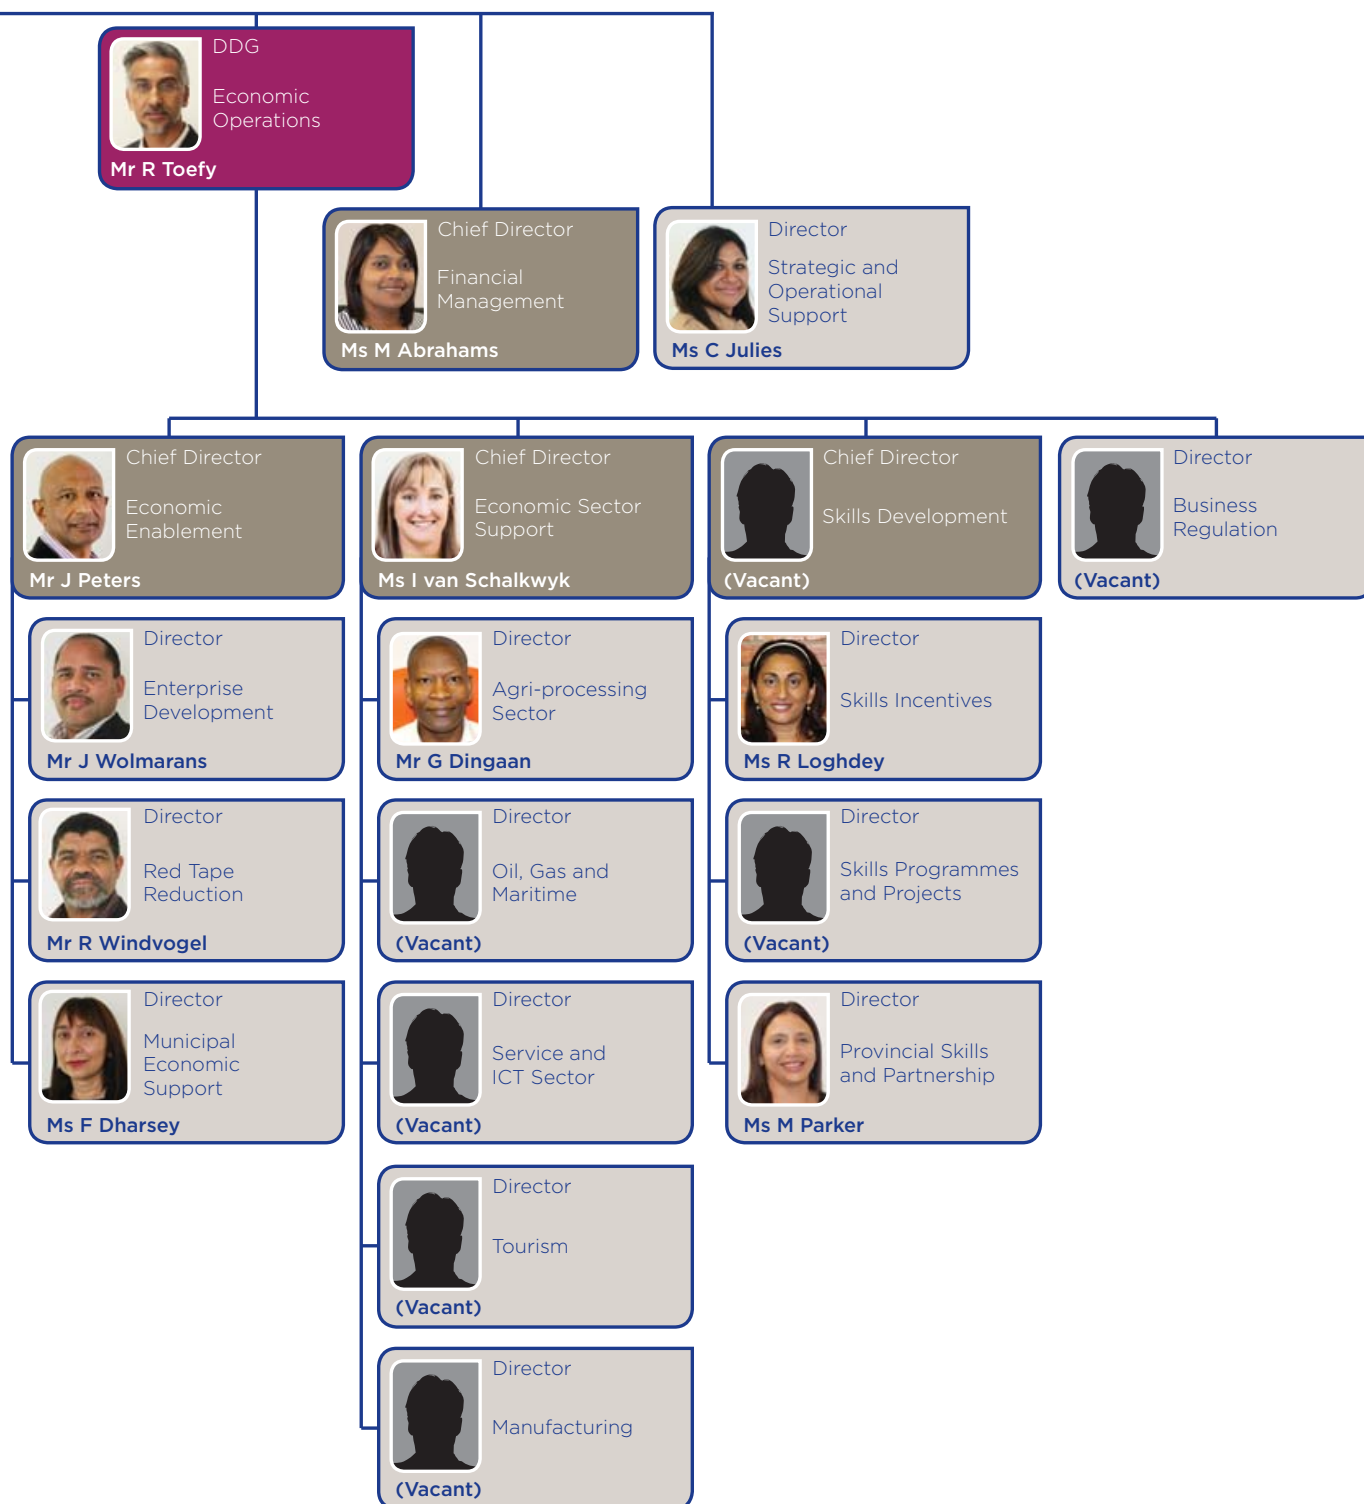 DDG
Economic
Operations
Mr R Toefy
Chief Director
Financial
Management
Ms M Abrahams
Director
Strategic and
Operational
Support
Ms C Julies
Chief Director
Economic
Enablement
Mr J Peters
Chief Director
Economic Sector
Support
Ms I van Schalkwyk
Chief Director
Skills Development
(Vacant)
Director
Business
Regulation
(Vacant)
Director
Enterprise
Development
Mr J Wolmarans
Director
Agri-processing
Sector
Mr G Dingaan
Director
Skills Incentives
Ms R Loghdey
Director
Red Tape
Reduction
Mr R Windvogel
Director
Oil, Gas and
Maritime
(Vacant)
Director
Skills Programmes
and Projects
(Vacant)
Director
Municipal
Economic
Support
Ms F Dharsey
Director
Service and
ICT Sector
(Vacant)
Director
Provincial Skills
and Partnership
Ms M Parker
Director
Tourism
(Vacant)
Director
Manufacturing
(Vacant)